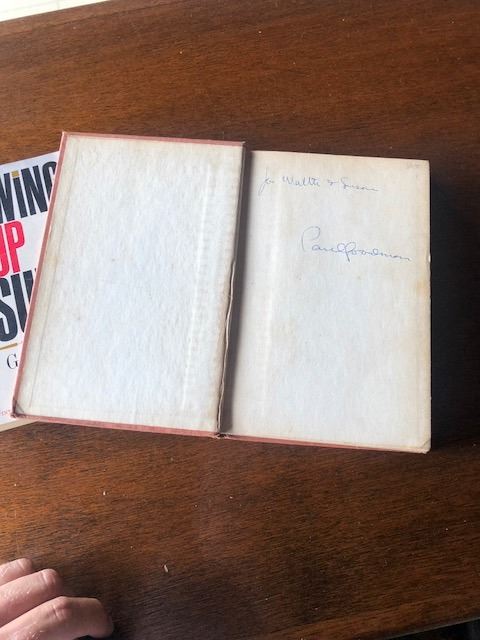 WING
UP
SU
G
for Walter & Susan
Paul Goodman